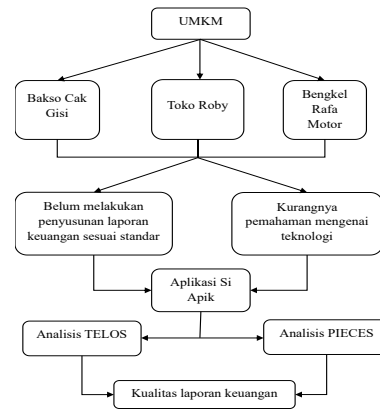 UMKM
Bakso Cak
Gisi
Toko Roby
Bengkel
Rafa
Motor
Belum melakukan
penyusunan laporan
keuangan sesuai standar
Kurangnya
pemahaman mengenai
teknologi
Aplikasi Si
Apik
Analisis TELOS
Analisis PIECES
Kualitas laporan keuangan